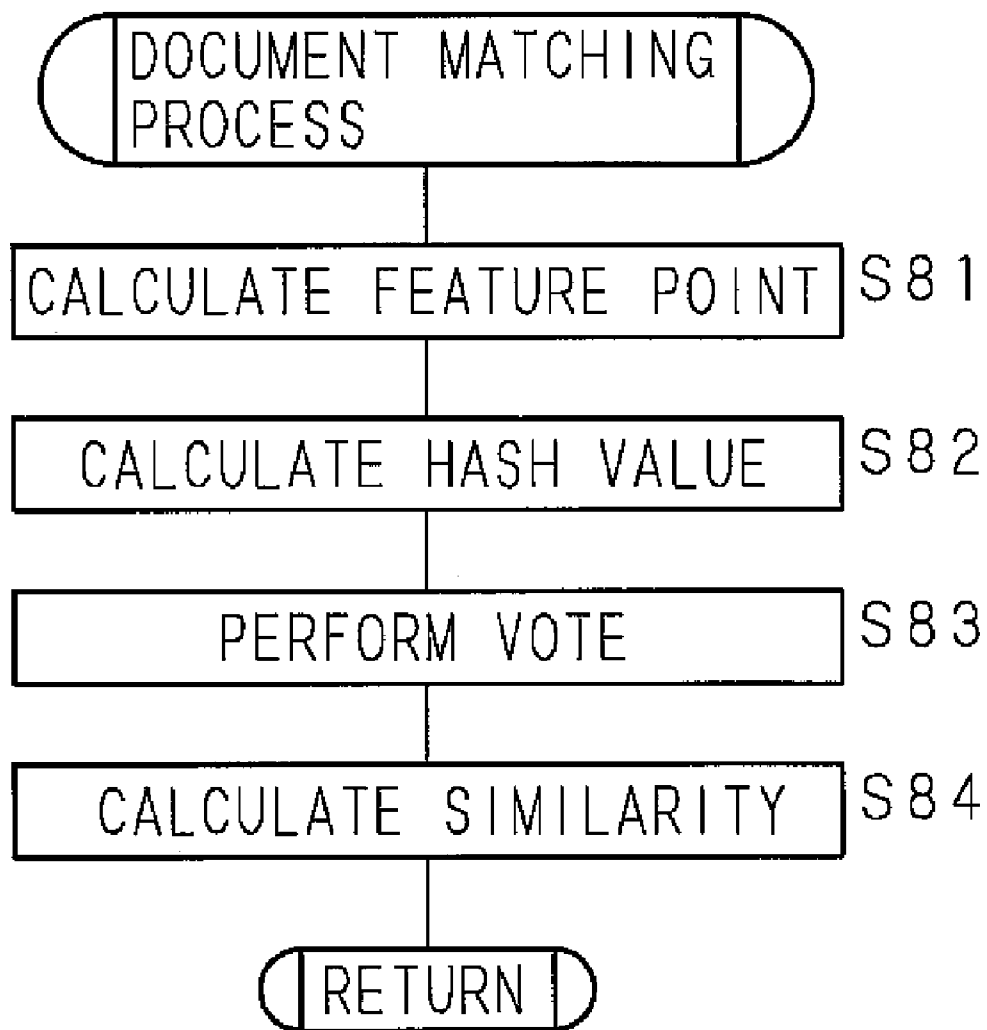 DOCUMENT MATCHING
PROCESS
CALCULATE FEATURE POINT S81
CALCULATE HASH VALUE S82
PERFORM VOTE S83
CALCULATE SIMILARITY S84
RETURN